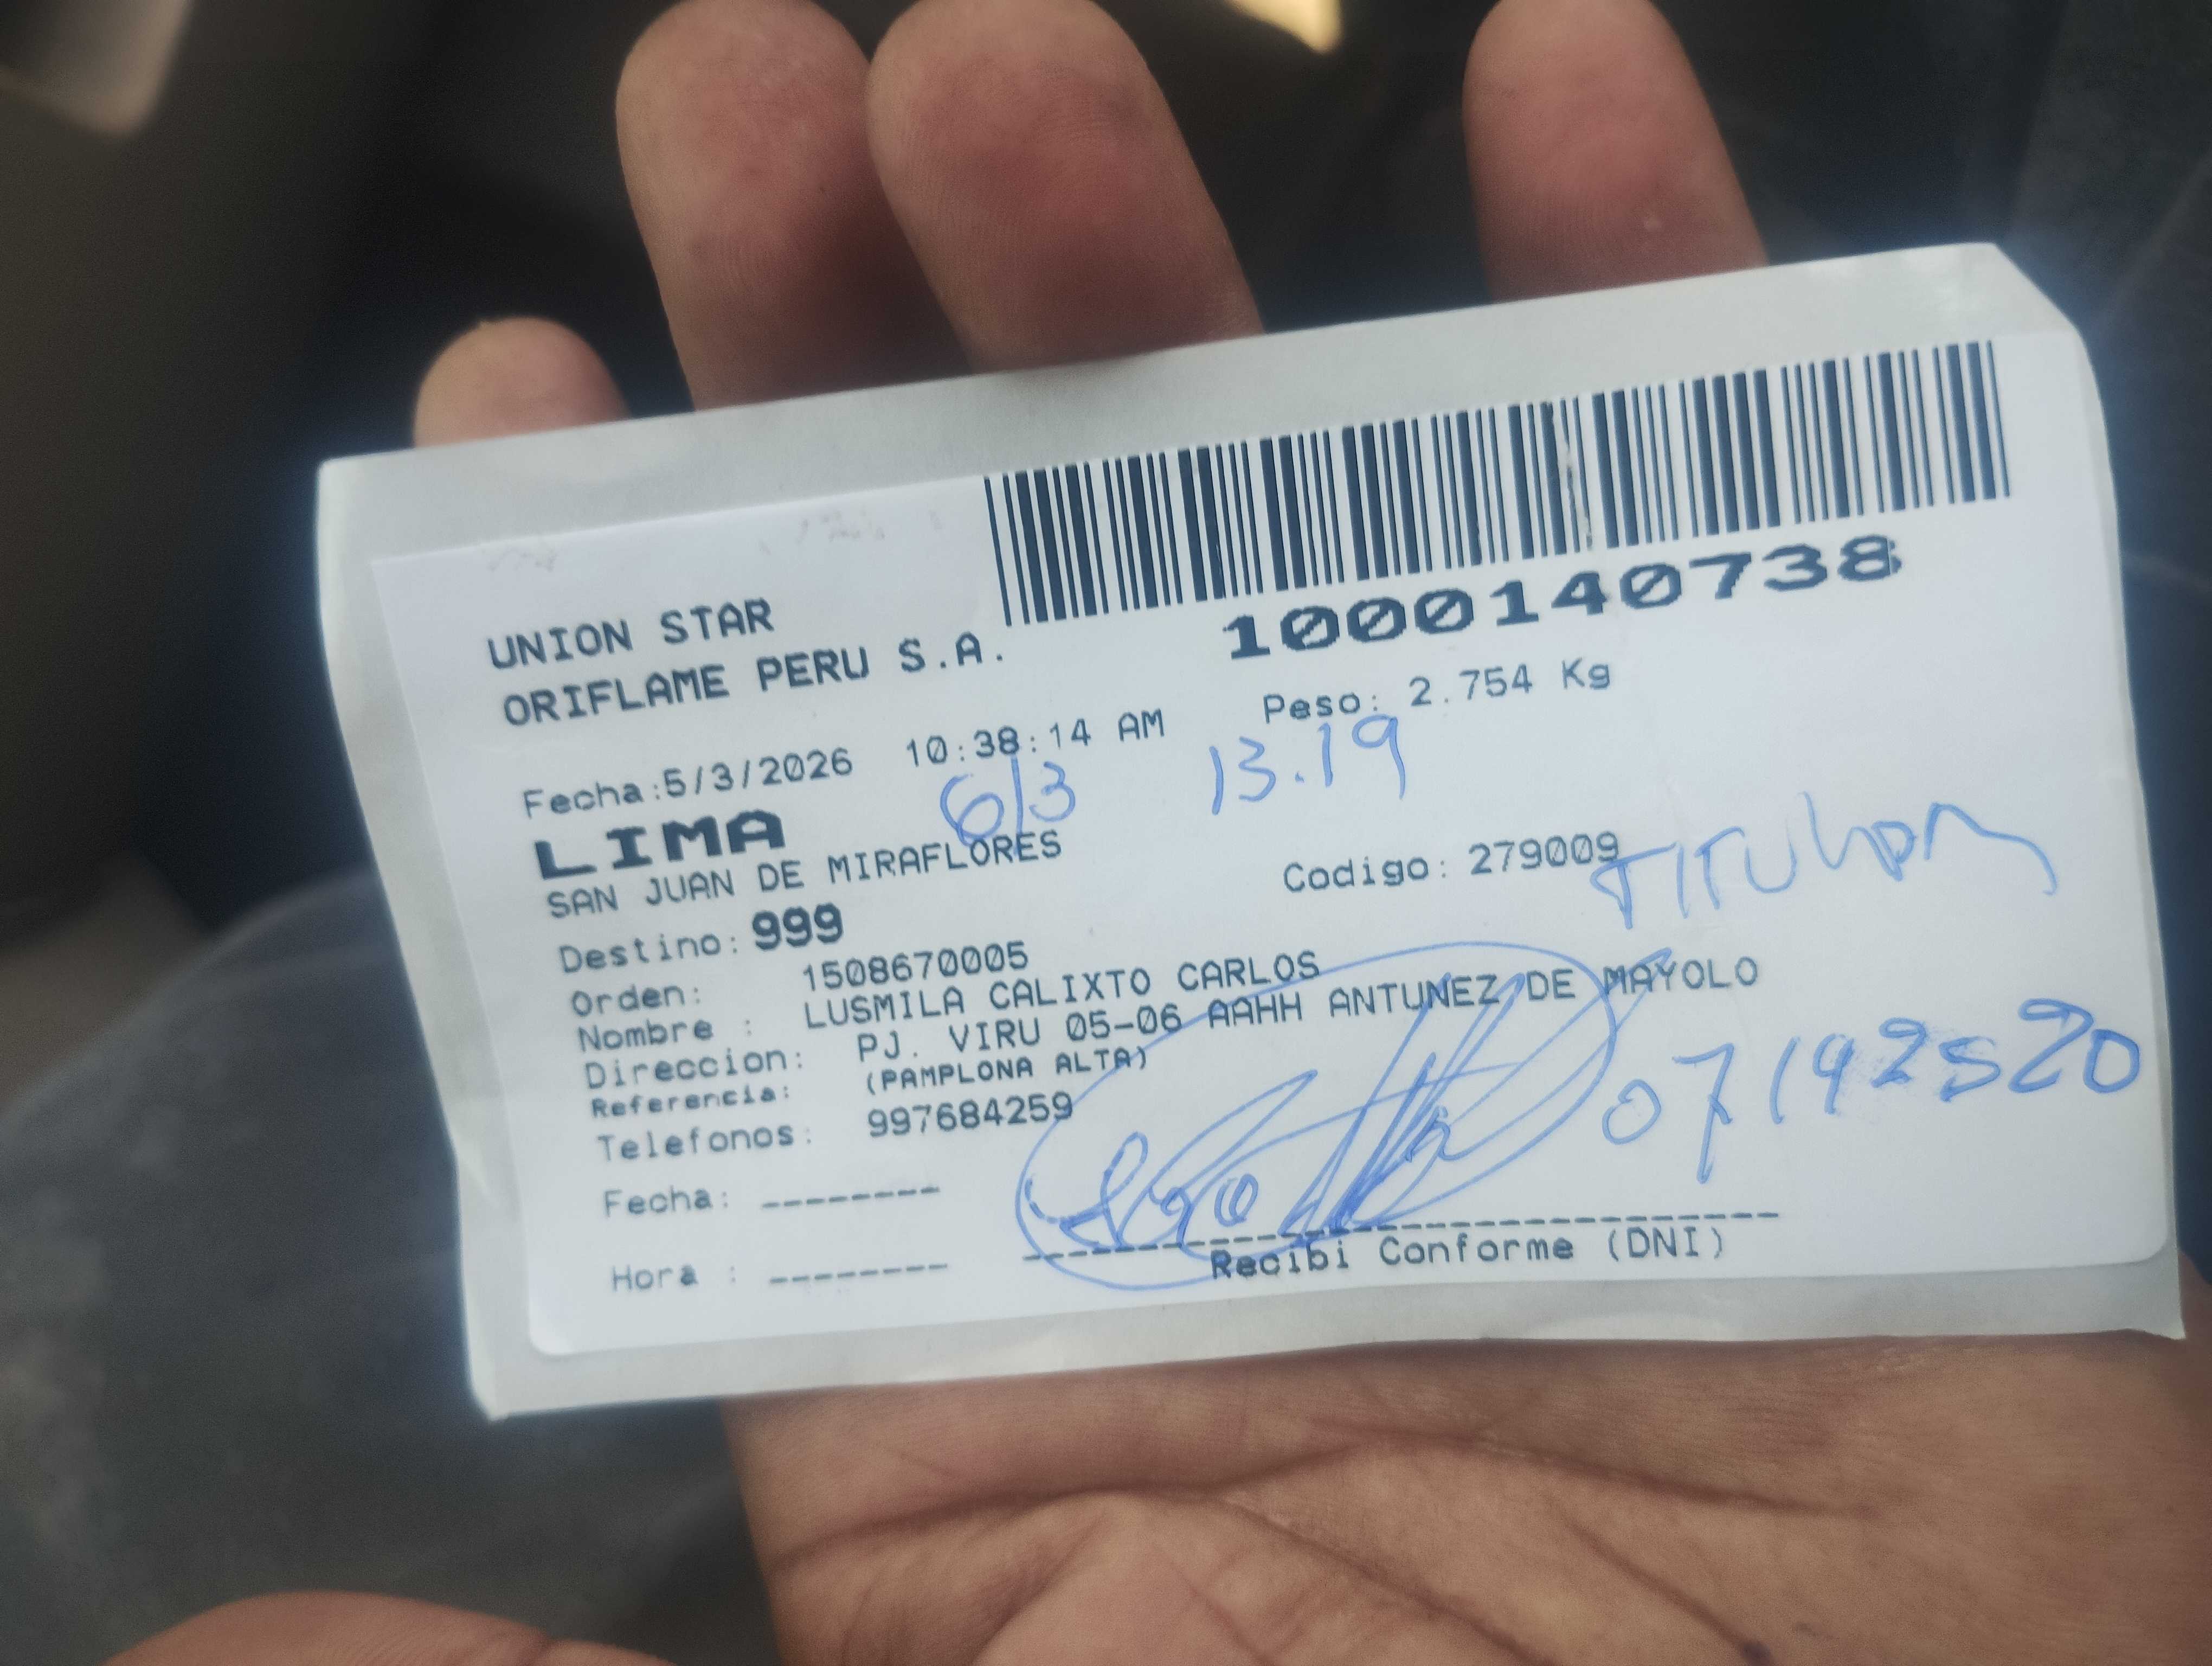 1000140738
UNION STAR
ORIFLAME PERU S.A.
Peso: 2.754 Kg
Fecha:5/3/2026 10:38:14 AM
6/3 13.19
LIMA
SAN JUAN DE MIRAFLORES
Codigo: 279009
TITULAR
Destino: 999
Orden: 1508670005
Nombre : LUSMILA CALIXTO CARLOS
Direccion: PJ. VIRU 05-06 AAHH ANTUNEZ DE MAYOLO
Referencia: (PAMPLONA ALTA)
Telefonos: 997684259
Fecha: --------
Hora : --------
Recibi Conforme (DNI)